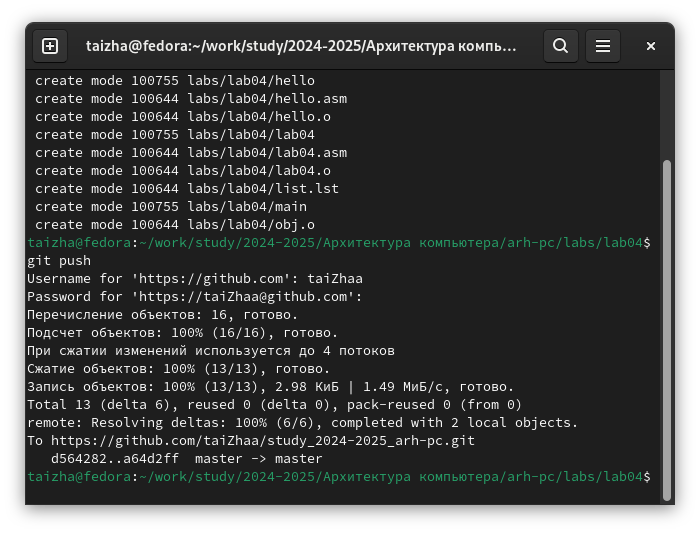 taizha@fedora:~/work/study/2024-2025/Архитектура компь…
create mode 100755 labs/lab04/hello
create mode 100644 labs/lab04/hello.asm
create mode 100644 labs/lab04/hello.o
create mode 100755 labs/lab04/lab04
create mode 100644 labs/lab04/lab04.asm
create mode 100644 labs/lab04/lab04.o
create mode 100644 labs/lab04/list.lst
create mode 100755 labs/lab04/main
create mode 100644 labs/lab04/obj.o
taizha@fedora:~/work/study/2024-2025/Архитектура компьютера/arh-pc/labs/lab04$
git push
Username for 'https://github.com': taiZhaa
Password for 'https://taiZhaa@github.com':
Перечисление объектов: 16, готово.
Подсчет объектов: 100% (16/16), готово.
При сжатии изменений используется до 4 потоков
Сжатие объектов: 100% (13/13), готово.
Запись объектов: 100% (13/13), 2.98 КиБ | 1.49 МиБ/с, готово.
Total 13 (delta 6), reused 0 (delta 0), pack-reused 0 (from 0)
remote: Resolving deltas: 100% (6/6), completed with 2 local objects.
To https://github.com/taiZhaa/study_2024-2025_arh-pc.git
d564282..a64d2ff  master -> master
taizha@fedora:~/work/study/2024-2025/Архитектура компьютера/arh-pc/labs/lab04$